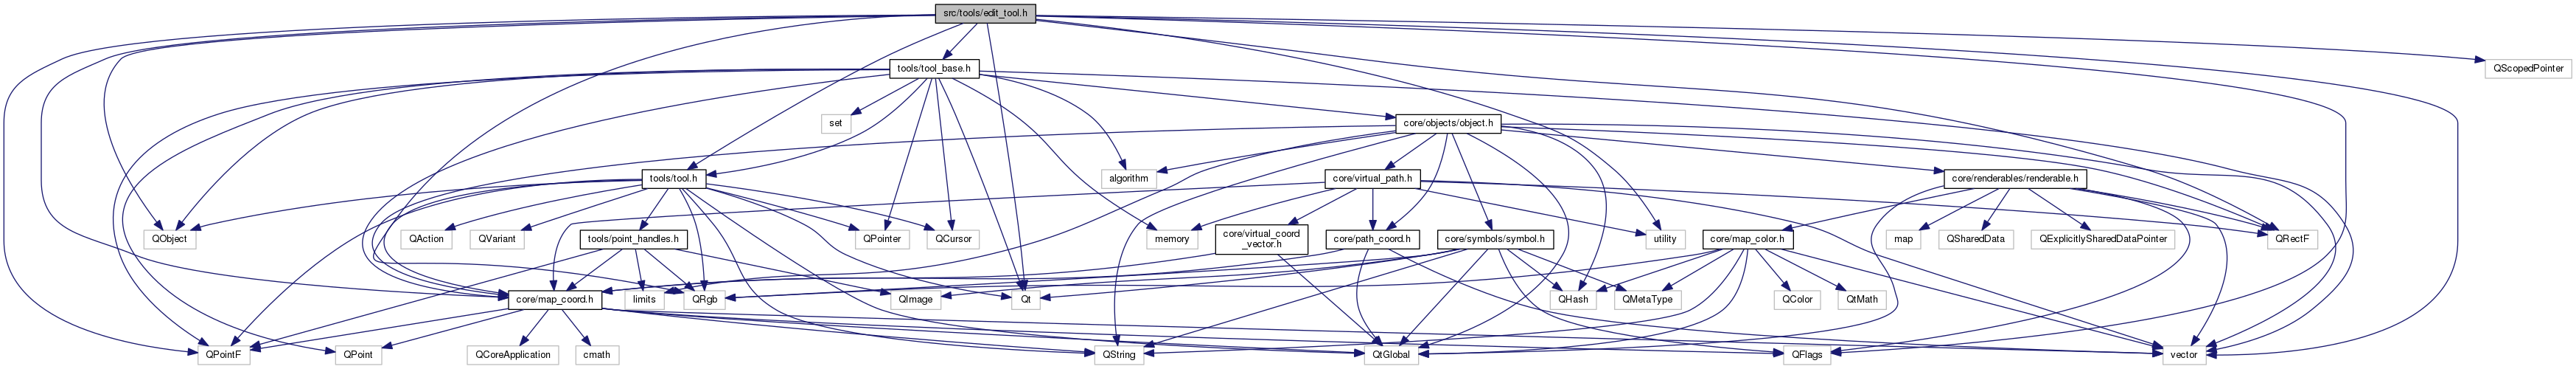 src/tools/edit_tool.h
tools/tool_base.h
QScopedPointer
set
core/objects/object.h
tools/tool.h
algorithm
core/virtual_path.h
core/renderables/renderable.h
QObject
QAction
QVariant
tools/point_handles.h
QPointer
QCursor
memory
core/virtual_coord
_vector.h
core/path_coord.h
utility
core/symbols/symbol.h
core/map_color.h
map
QSharedData
QExplicitlySharedDataPointer
QRectF
core/map_coord.h
limits
QRgb
QImage
Qt
QHash
QMetaType
QColor
QtMath
QPointF
QPoint
QCoreApplication
cmath
QString
QtGlobal
QFlags
vector